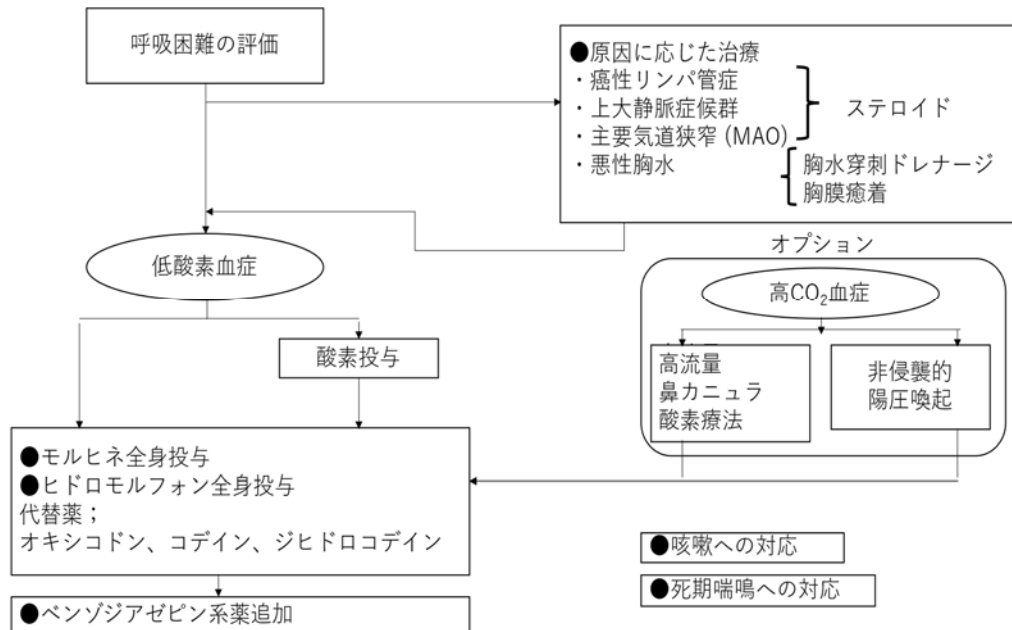 呼吸困難の評価
●原因に応じた治療
・癌性リンパ管症
・上大静脈症候群
・主要気道狭窄 (MAO)
ステロイド
・悪性胸水
胸水穿刺ドレナージ
胸膜癒着
低酸素血症
酸素投与
オプション
高CO₂血症
高流量
鼻カニュラ
酸素療法
非侵襲的
陽圧喚起
●モルヒネ全身投与
●ヒドロモルフォン全身投与
代替薬；
オキシコドン、コデイン、ジヒドロコデイン
●ベンゾジアゼピン系薬追加
●咳嗽への対応
●死期喘鳴への対応